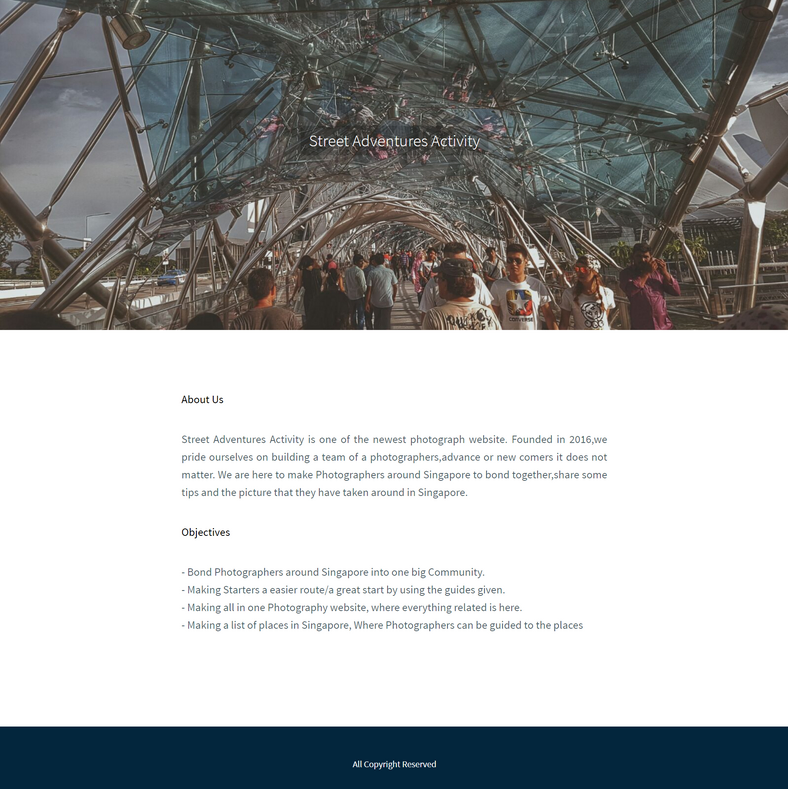 Street Adventures Activity
CONVERSE
About Us
Street Adventures Activity is one of the newest photograph website. Founded in 2016,we
pride ourselves on building a team of a photographers,advance or new comers it does not
matter. We are here to make Photographers around Singapore to bond together,share some
tips and the picture that they have taken around in Singapore.
Objectives
- Bond Photographers around Singapore into one big Community.
- Making Starters a easier route/a great start by using the guides given.
- Making all in one Photography website, where everything related is here.
- Making a list of places in Singapore, Where Photographers can be guided to the places
All Copyright Reserved